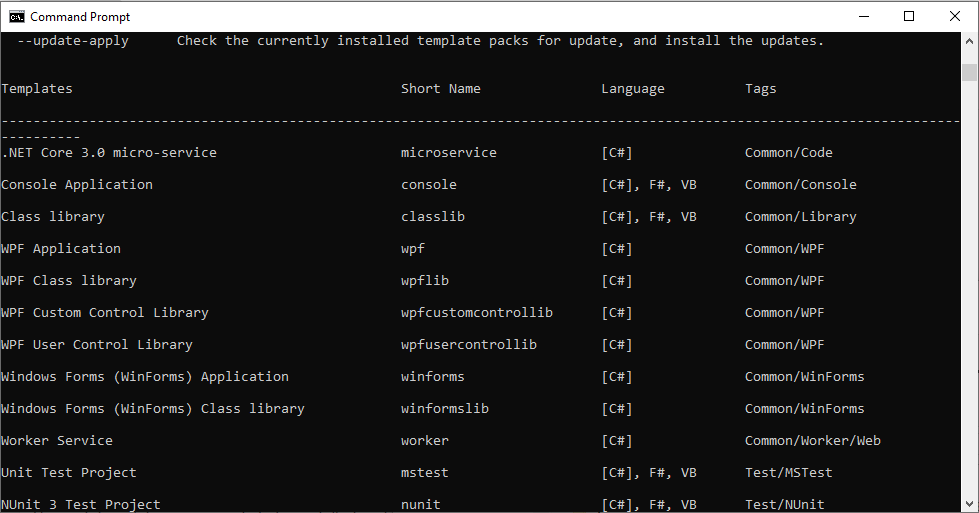 Command Prompt
--update-apply Check the currently installed template packs for update, and install the updates.
Templates Short Name Language Tags
------------------------------------------------------------------------------------------------------------------------
----------
.NET Core 3.0 micro-service microservice [C#] Common/Code
Console Application console [C#], F#, VB Common/Console
Class library classlib [C#], F#, VB Common/Library
WPF Application wpf [C#] Common/WPF
WPF Class library wpflib [C#] Common/WPF
WPF Custom Control Library wpfcustomcontrollib [C#] Common/WPF
WPF User Control Library wpfusercontrollib [C#] Common/WPF
Windows Forms (WinForms) Application winforms [C#] Common/WinForms
Windows Forms (WinForms) Class library winformslib [C#] Common/WinForms
Worker Service worker [C#] Common/Worker/Web
Unit Test Project mstest [C#], F#, VB Test/MSTest
NUnit 3 Test Project nunit [C#], F#, VB Test/NUnit